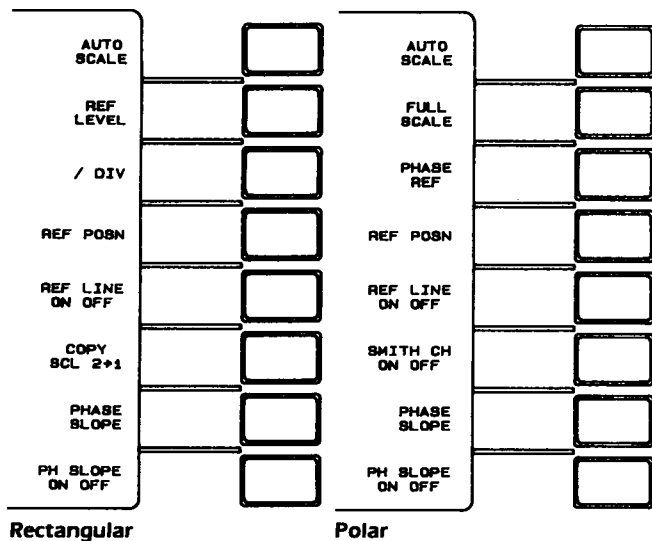 AUTO
SCALE
REF
LEVEL
/ DIV
REF POSN
REF LINE
ON OFF
COPY
SCL 2→1
PHASE
SLOPE
PH SLOPE
ON OFF
Rectangular
AUTO
SCALE
FULL
SCALE
PHASE
REF
REF POSN
REF LINE
ON OFF
SMITH CH
ON OFF
PHASE
SLOPE
PH SLOPE
ON OFF
Polar